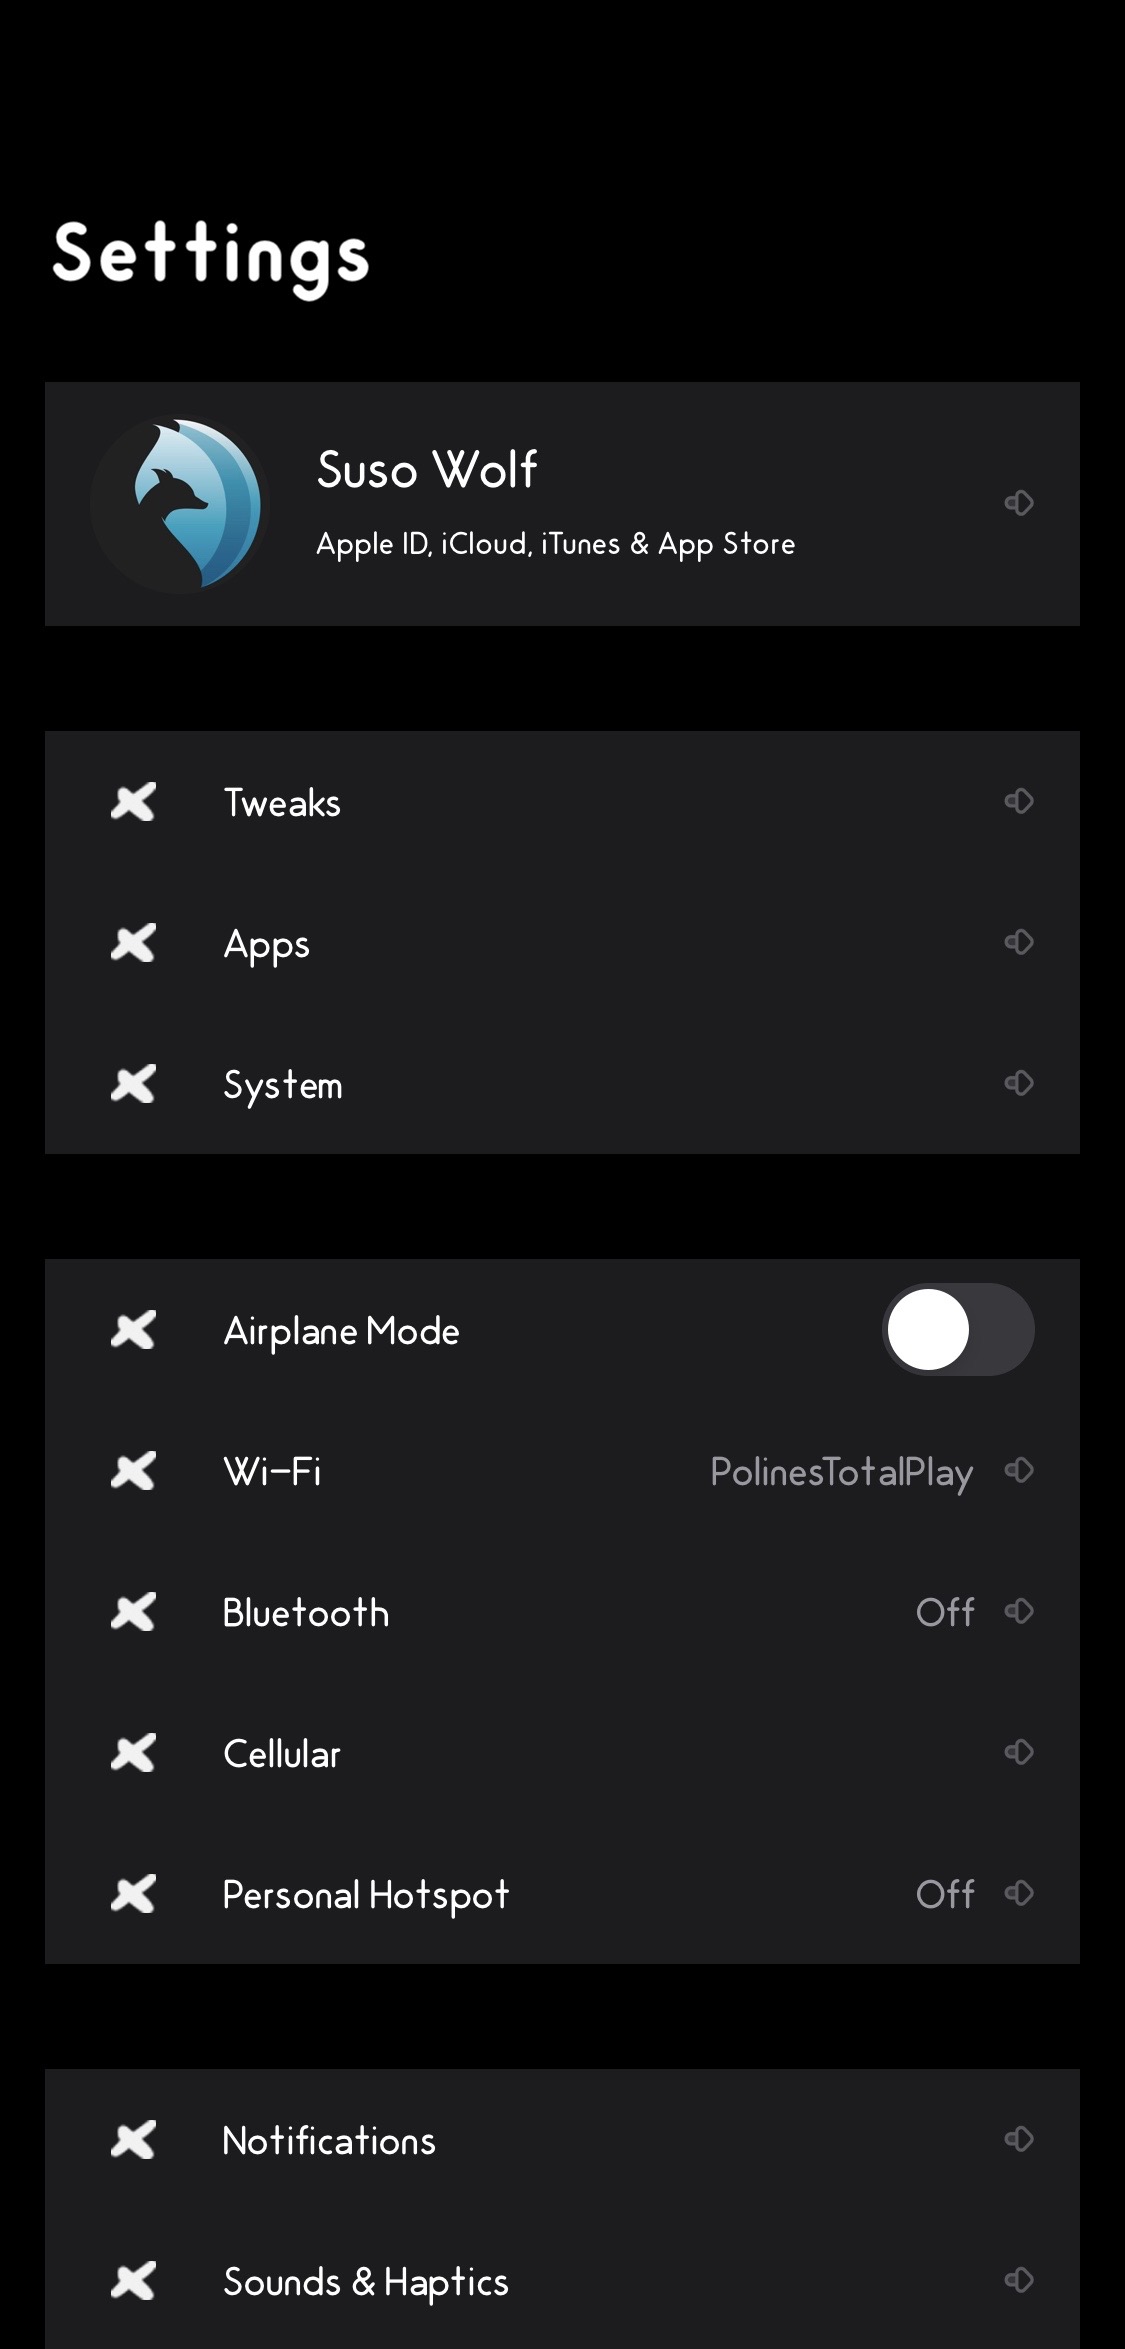 Settings
Suso Wolf
Apple ID, iCloud, iTunes & App Store
Tweaks
Apps
System
Airplane Mode
Wi-Fi PolinesTotalPlay
Bluetooth Off
Cellular
Personal Hotspot Off
Notifications
Sounds & Haptics